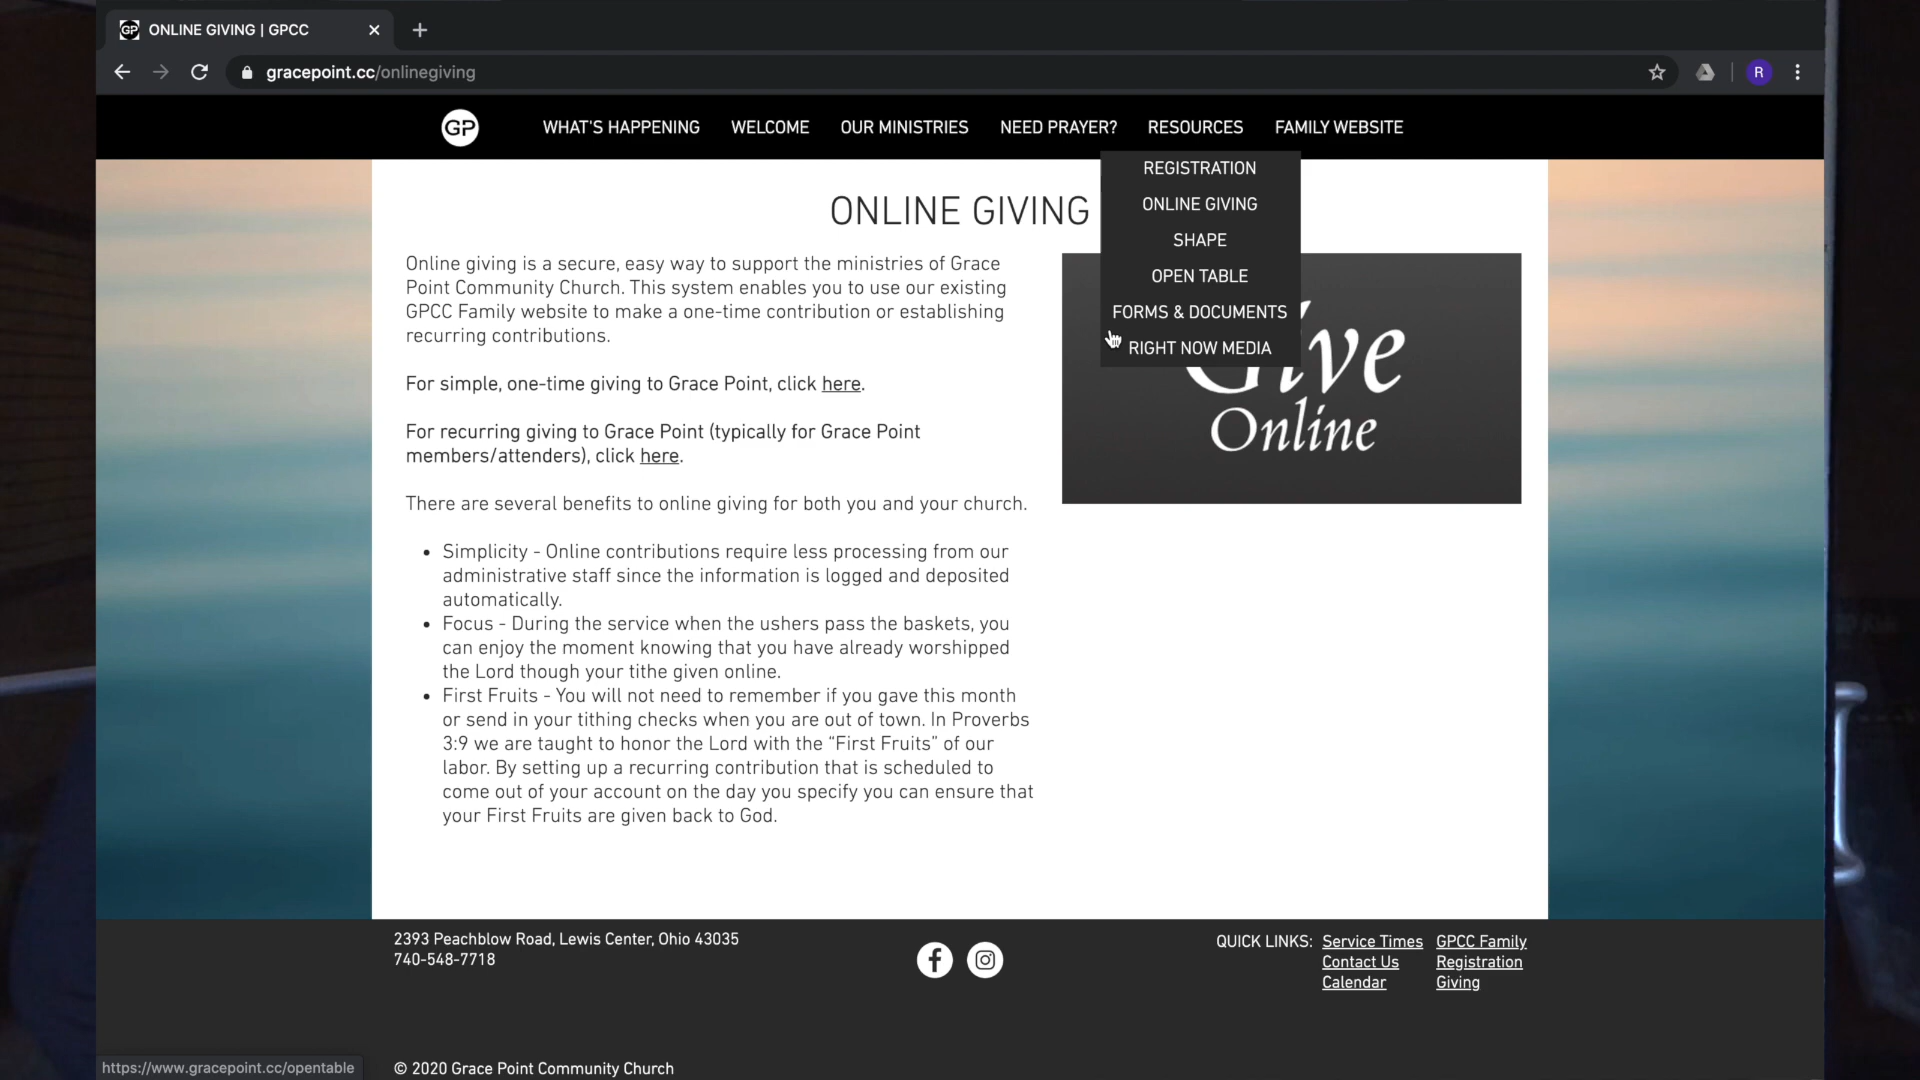 GP ONLINE GIVING | GPCC
gracepoint.cc/onlinegiving
R
GP WHAT'S HAPPENING WELCOME OUR MINISTRIES NEED PRAYER? RESOURCES FAMILY WEBSITE
REGISTRATION
ONLINE GIVING
SHAPE
OPEN TABLE
FORMS & DOCUMENTS
RIGHT NOW MEDIA
ONLINE GIVING
Online giving is a secure, easy way to support the ministries of Grace
Point Community Church. This system enables you to use our existing
GPCC Family website to make a one-time contribution or establishing
recurring contributions.
For simple, one-time giving to Grace Point, click here.
For recurring giving to Grace Point (typically for Grace Point
members/attenders), click here.
There are several benefits to online giving for both you and your church.
• Simplicity - Online contributions require less processing from our
administrative staff since the information is logged and deposited
automatically.
• Focus - During the service when the ushers pass the baskets, you
can enjoy the moment knowing that you have already worshipped
the Lord though your tithe given online.
• First Fruits - You will not need to remember if you gave this month
or send in your tithing checks when you are out of town. In Proverbs
3:9 we are taught to honor the Lord with the “First Fruits” of our
labor. By setting up a recurring contribution that is scheduled to
come out of your account on the day you specify you can ensure that
your First Fruits are given back to God.
Give
Online
2393 Peachblow Road, Lewis Center, Ohio 43035
740-548-7718
QUICK LINKS: Service Times GPCC Family
Contact Us Registration
Calendar Giving
https://www.gracepoint.cc/opentable
© 2020 Grace Point Community Church